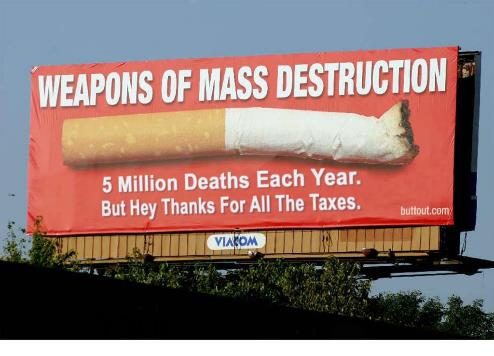 WEAPONS OF MASS DESTRUCTION
5 Million Deaths Each Year.
But Hey Thanks For All The Taxes.
buttout.com
VIACOM